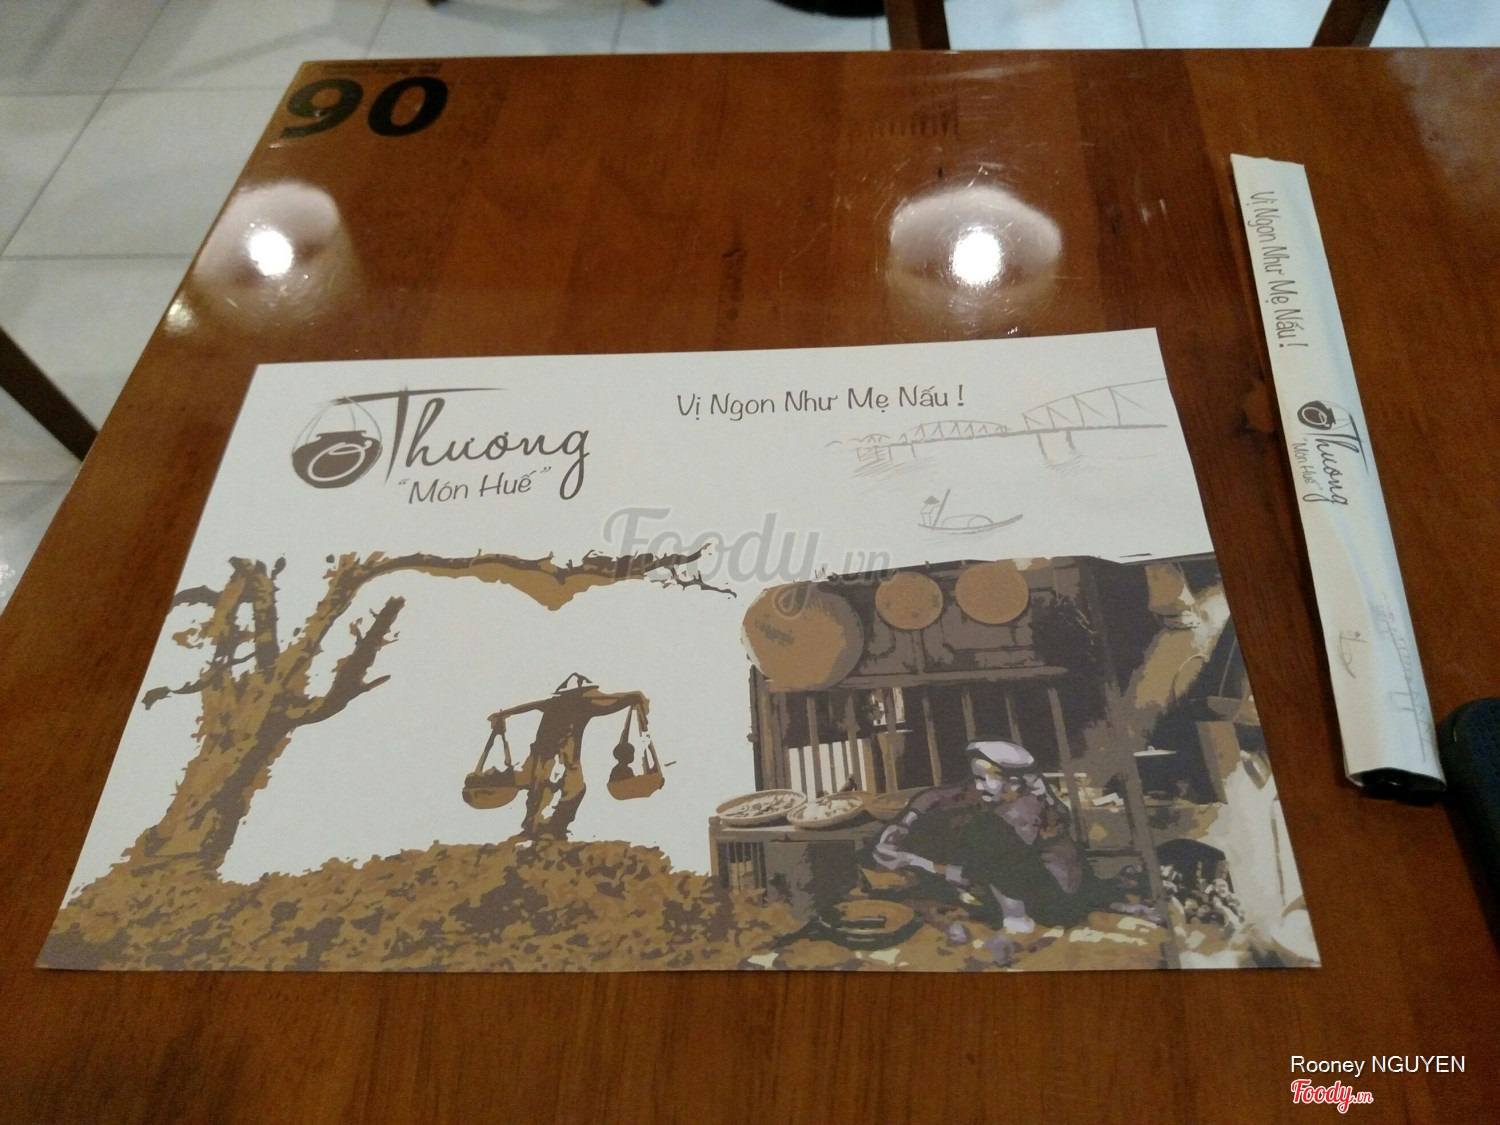 90
Thương
“Món Huế”
Vị Ngon Như Mẹ Nấu !
Foody.vn
Vị Ngon Như Mẹ Nấu !
Thương
“Món Huế”
Rooney NGUYEN
Foody.vn